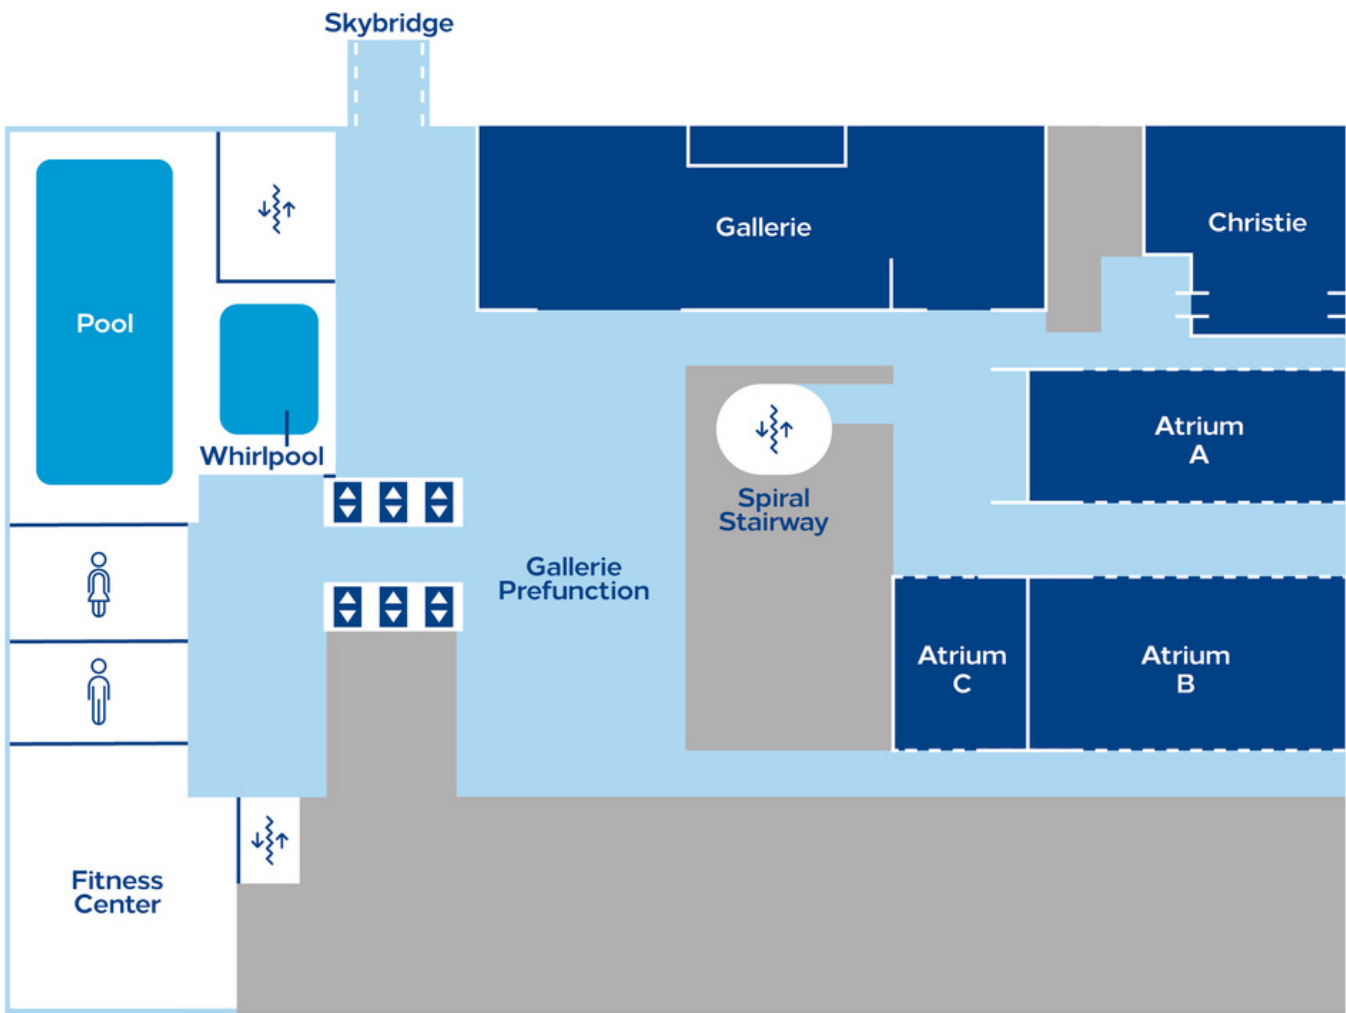 Skybridge
Gallerie
Christie
Pool
Whirlpool
Atrium
A
Spiral
Stairway
Gallerie
Prefunction
Atrium
C
Atrium
B
Fitness
Center